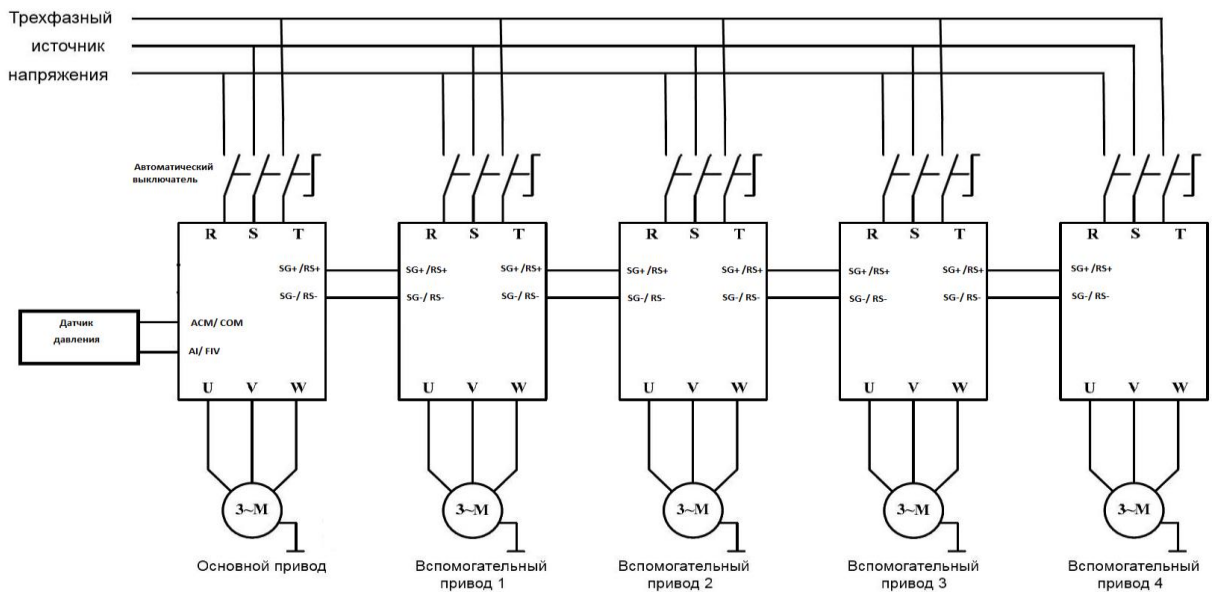 Трехфазный
источник
напряжения
Автоматический
выключатель
R S T
R S T
R S T
R S T
R S T
SG+ /RS+
SG-/ RS-
SG+ /RS+
SG-/ RS-
SG+ /RS+
SG-/ RS-
SG+ /RS+
SG-/ RS-
SG+ /RS+
SG-/ RS-
SG+ /RS+
SG-/ RS-
SG+ /RS+
SG-/ RS-
SG+ /RS+
SG-/ RS-
Датчик
давления
ACM/ COM
AI/ FIV
U V W
U V W
U V W
U V W
U V W
3~M
3~M
3~M
3~M
3~M
Основной привод
Вспомогательный
привод 1
Вспомогательный
привод 2
Вспомогательный
привод 3
Вспомогательный
привод 4